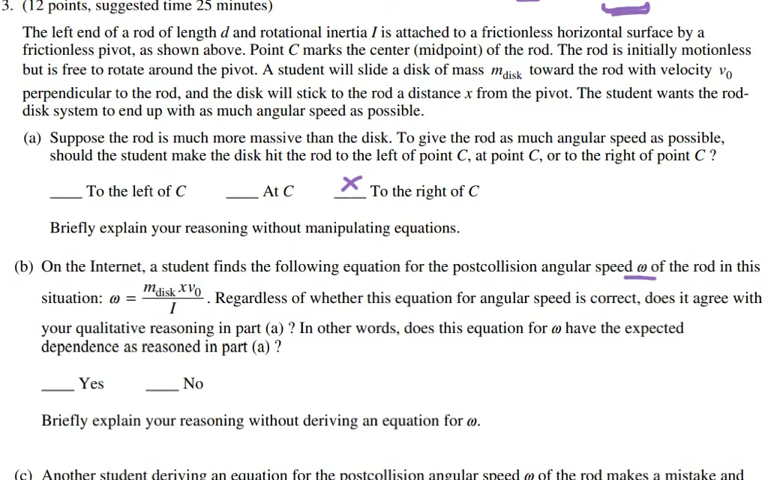 3. (12 points, suggested time 25 minutes)
The left end of a rod of length d and rotational inertia I is attached to a frictionless horizontal surface by a
frictionless pivot, as shown above. Point C marks the center (midpoint) of the rod. The rod is initially motionless
but is free to rotate around the pivot. A student will slide a disk of mass m_disk toward the rod with velocity v_0
perpendicular to the rod, and the disk will stick to the rod a distance x from the pivot. The student wants the rod-
disk system to end up with as much angular speed as possible.
(a) Suppose the rod is much more massive than the disk. To give the rod as much angular speed as possible,
should the student make the disk hit the rod to the left of point C, at point C, or to the right of point C ?
____ To the left of C ____ At C __X__ To the right of C
Briefly explain your reasoning without manipulating equations.
(b) On the Internet, a student finds the following equation for the postcollision angular speed ω of the rod in this
situation: ω = m_disk x v_0 / I . Regardless of whether this equation for angular speed is correct, does it agree with
your qualitative reasoning in part (a) ? In other words, does this equation for ω have the expected
dependence as reasoned in part (a) ?
____ Yes ____ No
Briefly explain your reasoning without deriving an equation for ω.
(c) Another student deriving an equation for the postcollision angular speed ω of the rod makes a mistake and